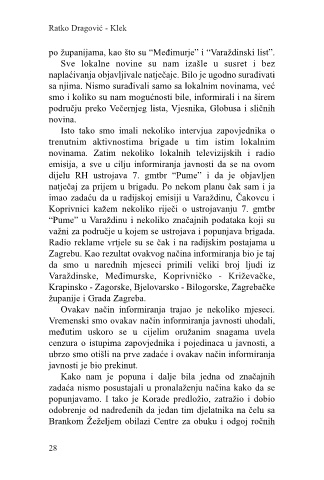 Ratko Dragović - Klek
po županijama, kao što su “Međimurje” i “Varaždinski list”.
Sve lokalne novine su nam izašle u susret i bez
naplaćivanja objavljivale natječaje. Bilo je ugodno surađivati
sa njima. Nismo surađivali samo sa lokalnim novinama, već
smo i koliko su nam mogućnosti bile, informirali i na širem
području preko Večernjeg lista, Vjesnika, Globusa i sličnih
novina.
Isto tako smo imali nekoliko intervjua zapovjednika o
trenutnim aktivnostima brigade u tim istim lokalnim
novinama. Zatim nekoliko lokalnih televizijskih i radio
emisija, a sve u cilju informiranja javnosti da se na ovom
dijelu RH ustrojava 7. gmtbr “Pume” i da je objavljen
natječaj za prijem u brigadu. Po nekom planu čak sam i ja
imao zadaću da u radijskoj emisiji u Varaždinu, Čakovcu i
Koprivnici kažem nekoliko riječi o ustrojavanju 7. gmtbr
“Pume” u Varaždinu i nekoliko značajnih podataka koji su
važni za područje u kojem se ustrojava i popunjava brigada.
Radio reklame vrtjele su se čak i na radijskim postajama u
Zagrebu. Kao rezultat ovakvog načina informiranja bio je taj
da smo u narednih mjeseci primili veliki broj ljudi iz
Varaždinske, Međimurske, Koprivničko - Križevačke,
Krapinsko - Zagorske, Bjelovarsko - Bilogorske, Zagrebačke
županije i Grada Zagreba.
Ovakav način informiranja trajao je nekoliko mjeseci.
Vremenski smo ovakav način informiranja javnosti uhodali,
međutim uskoro se u cijelim oružanim snagama uvela
cenzura o istupima zapovjednika i pojedinaca u javnosti, a
ubrzo smo otišli na prve zadaće i ovakav način informiranja
javnosti je bio prekinut.
Kako nam je popuna i dalje bila jedna od značajnih
zadaća nismo posustajali u pronalaženju načina kako da se
popunjavamo. I tako je Korade predložio, zatražio i dobio
odobrenje od nadređenih da jedan tim djelatnika na čelu sa
Brankom Žeželjem obilazi Centre za obuku i odgoj ročnih
28